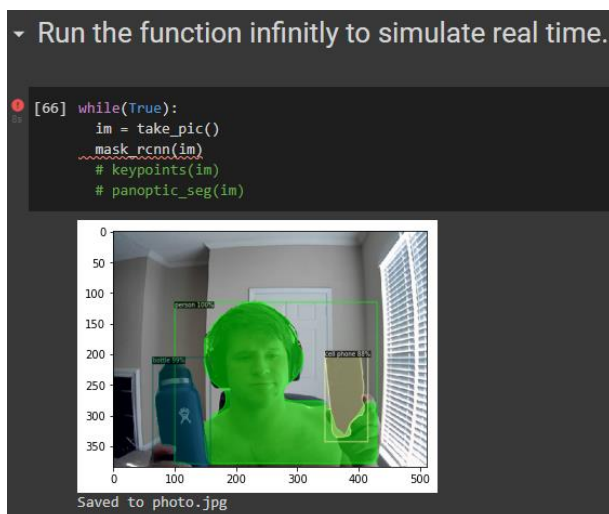 Run the function infinitly to simulate real time.
[66] while(True):
im = take_pic()
mask_rcnn(im)
# keypoints(im)
# panoptic_seg(im)
8s
0
50
100
150
200
250
300
350
person 100%
bottle 99%
cell phone 88%
0 100 200 300 400 500
Saved to photo.jpg